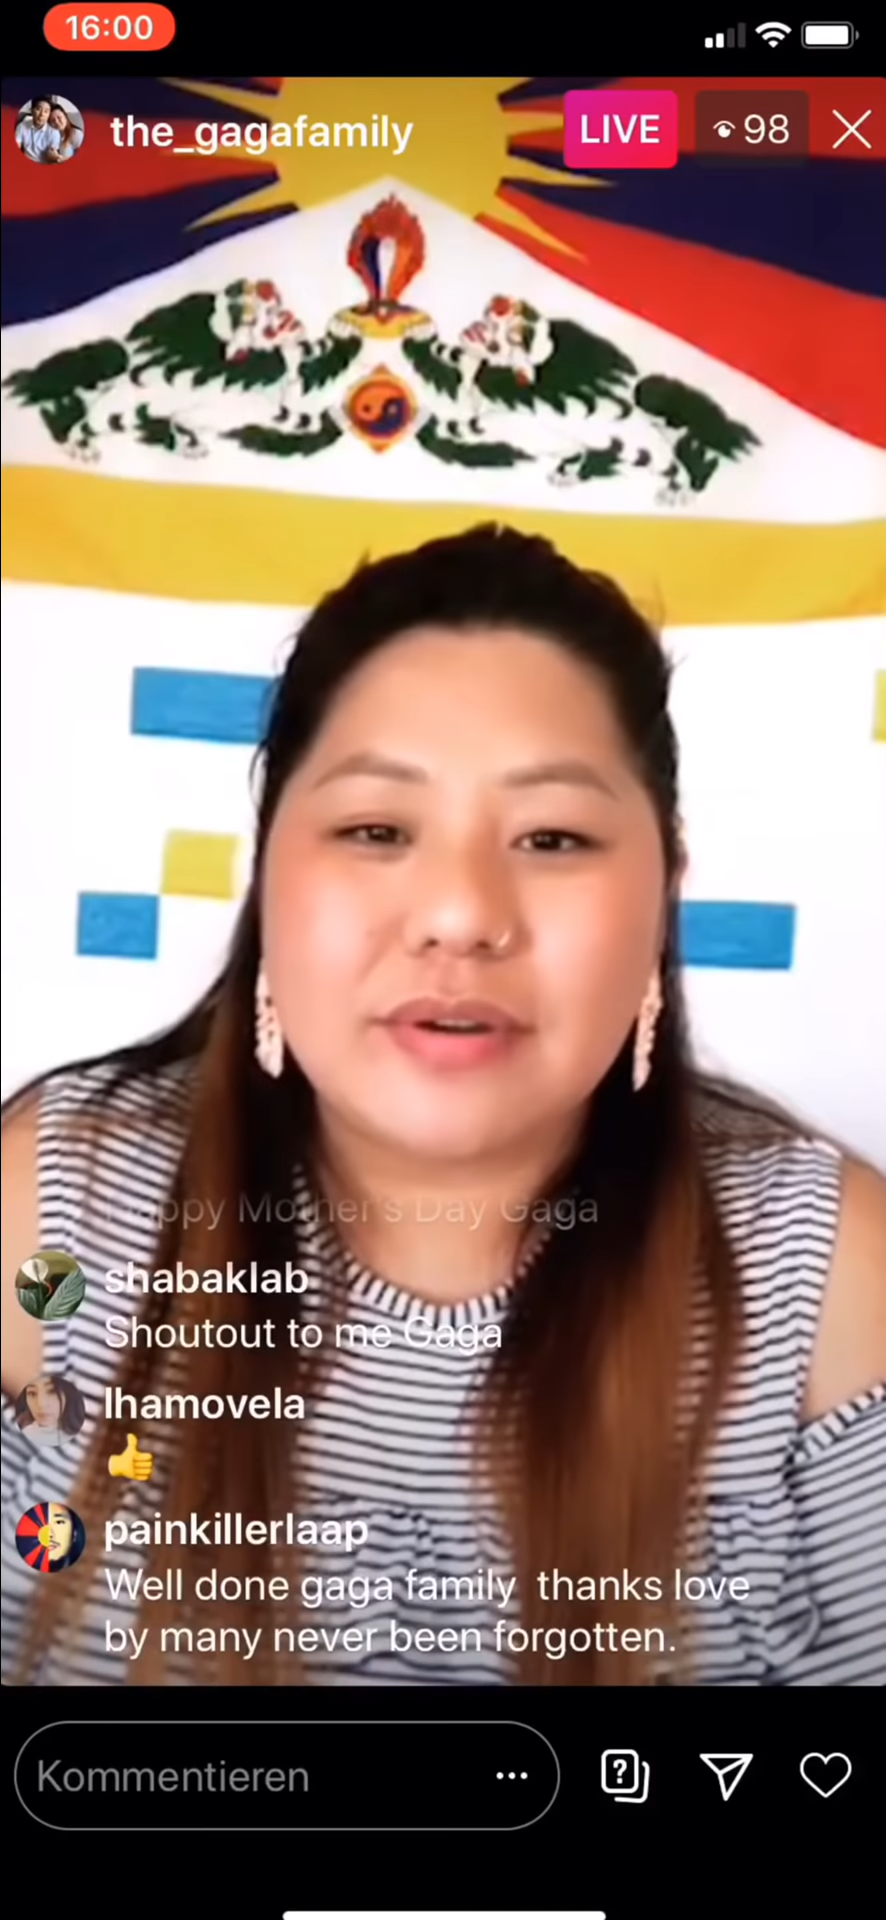 16:00
the_gagafamily
LIVE
98
Happy Mother's Day Gaga
shabaklab
Shoutout to me Gaga
lhamovela
painkillerlaap
Well done gaga family thanks love
by many never been forgotten.
Kommentieren